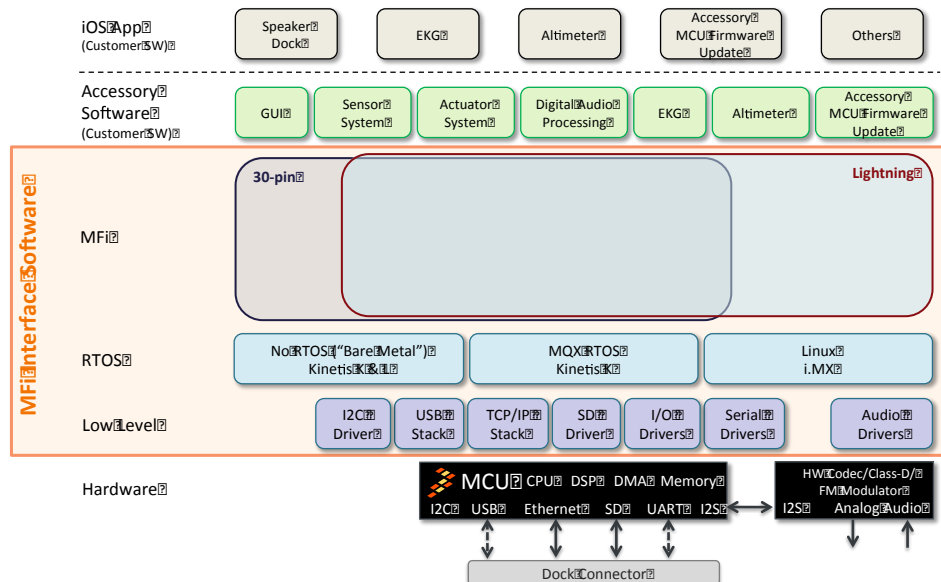 iOS App
(Customer SW)
Speaker
Dock
EKG
Altimeter
Accessory
MCU Firmware
Update
Others
Accessory
Software
(Customer SW)
GUI
Sensor
System
Actuator
System
Digital Audio
Processing
EKG
Altimeter
Accessory
MCU Firmware
Update
MFi Interface Software
MFi
30-pin
Lightning
RTOS
No RTOS (“Bare Metal”)
Kinetis K & L
MQX RTOS
Kinetis K
Linux
i.MX
Low Level
I2C
Driver
USB
Stack
TCP/IP
Stack
SD
Driver
I/O
Drivers
Serial
Drivers
Audio
Drivers
Hardware
MCU CPU DSP DMA Memory
I2C USB Ethernet SD UART I2S
HW Codec/Class-D/
FM Modulator
I2S Analog Audio
Dock Connector